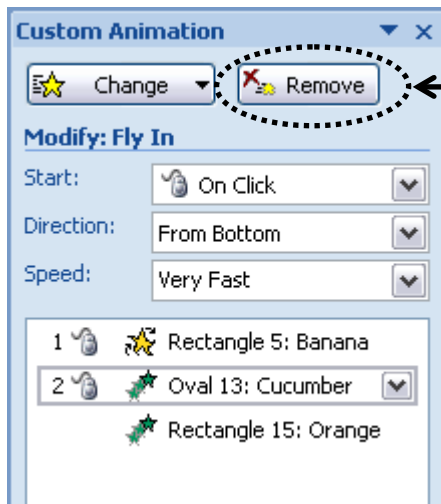 Custom Animation
Change Remove
Modify: Fly In
Start: On Click
Direction: From Bottom
Speed: Very Fast
1 Rectangle 5: Banana
2 Oval 13: Cucumber
Rectangle 15: Orange